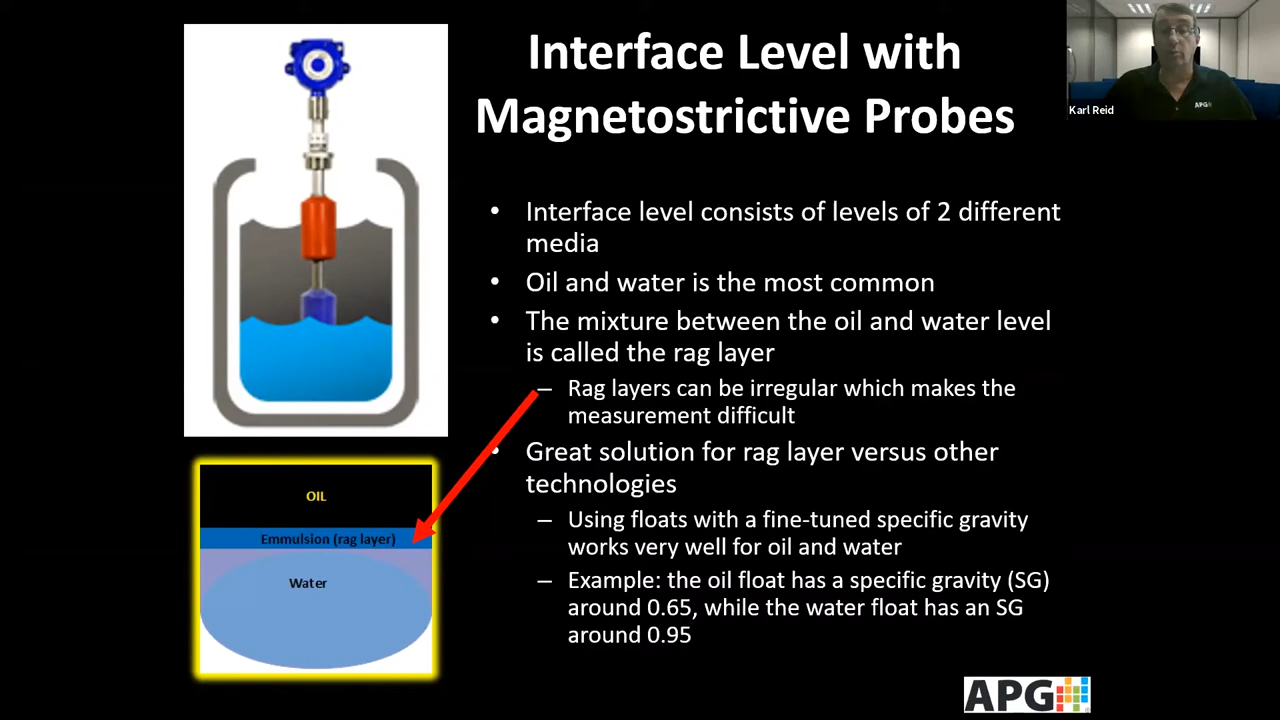 Interface Level with
Magnetostrictive Probes
Karl Reid
APG
• Interface level consists of levels of 2 different
media
• Oil and water is the most common
• The mixture between the oil and water level
is called the rag layer
– Rag layers can be irregular which makes the
measurement difficult
• Great solution for rag layer versus other
technologies
– Using floats with a fine-tuned specific gravity
works very well for oil and water
– Example: the oil float has a specific gravity (SG)
around 0.65, while the water float has an SG
around 0.95
OIL
Emmulsion (rag layer)
Water
APG